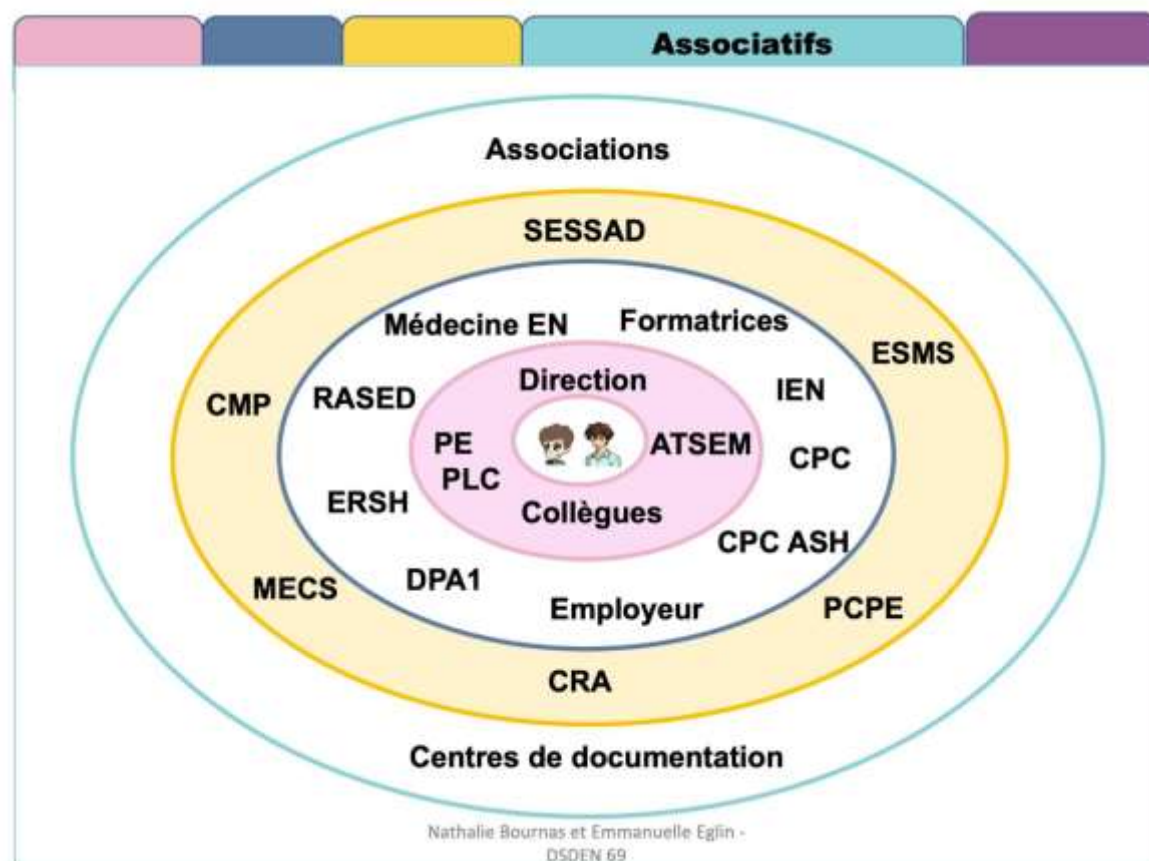 Associatifs
Associations
SESSAD
Médecine EN
Formatrices
ESMS
Direction
IEN
CMP
RASED
PE
ATSEM
CPC
PLC
ERSH
Collègues
CPC ASH
DPA1
MECS
Employeur
PCPE
CRA
Centres de documentation
Nathalie Bournas et Emmanuelle Eglin -
DSDEN 69